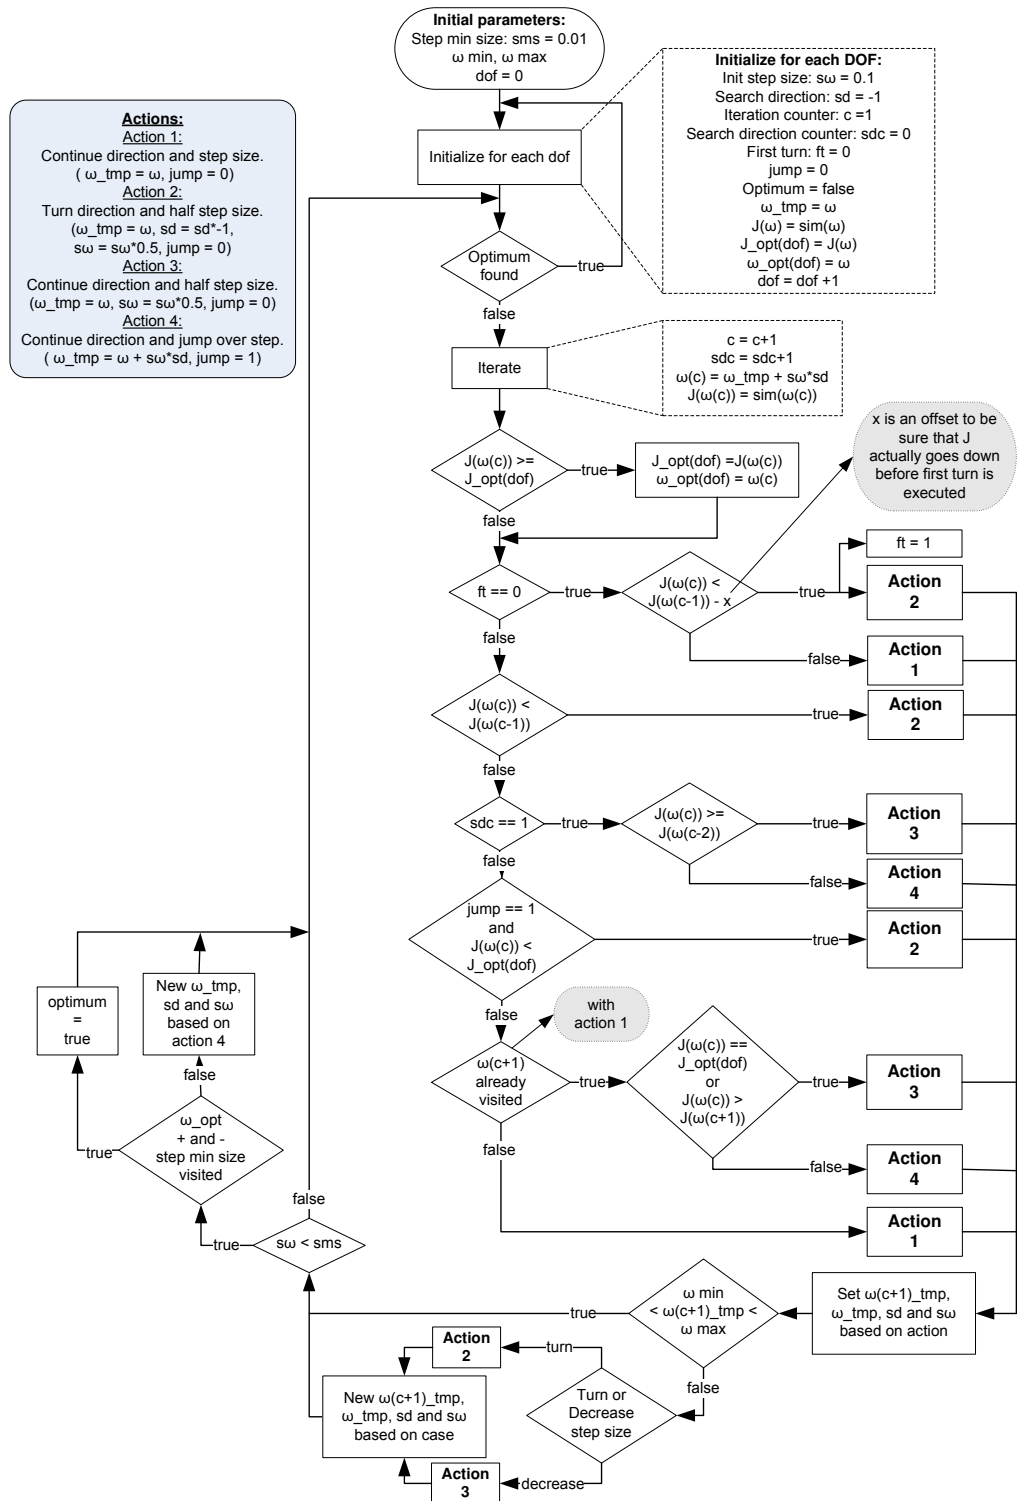 Initial parameters:
Step min size: sms = 0.01
ω min, ω max
dof = 0
Initialize for each DOF:
Init step size: sω = 0.1
Search direction: sd = -1
Iteration counter: c =1
Search direction counter: sdc = 0
First turn: ft = 0
jump = 0
Optimum = false
ω_tmp = ω
J(ω) = sim(ω)
J_opt(dof) = J(ω)
ω_opt(dof) = ω
dof = dof +1
Actions:
Action 1:
Continue direction and step size.
( ω_tmp = ω, jump = 0)
Action 2:
Turn direction and half step size.
(ω_tmp = ω, sd = sd*-1,
sω = sω*0.5, jump = 0)
Action 3:
Continue direction and half step size.
(ω_tmp = ω, sω = sω*0.5, jump = 0)
Action 4:
Continue direction and jump over step.
( ω_tmp = ω + sω*sd, jump = 1)
Initialize for each dof
Optimum
found
true
false
Iterate
c = c+1
sdc = sdc+1
ω(c) = ω_tmp + sω*sd
J(ω(c)) = sim(ω(c))
x is an offset to be
sure that J
actually goes down
before first turn is
executed
J(ω(c)) >=
J_opt(dof)
true
J_opt(dof) =J(ω(c))
ω_opt(dof) = ω(c)
false
ft = 1
ft == 0
true
J(ω(c)) <
J(ω(c-1)) - x
true
Action
2
false
false
Action
1
J(ω(c)) <
J(ω(c-1))
true
Action
2
false
sdc == 1
true
J(ω(c)) >=
J(ω(c-2))
true
Action
3
false
false
Action
4
jump == 1
and
J(ω(c)) <
J_opt(dof)
true
Action
2
false
with
action 1
optimum
=
true
New ω_tmp,
sd and sω
based on
action 4
false
ω(c+1)
already
visited
true
J(ω(c)) ==
J_opt(dof)
or
J(ω(c)) >
J(ω(c+1))
true
Action
3
ω_opt
+ and -
step min size
visited
true
false
false
Action
4
false
sω < sms
true
Action
1
ω min
< ω(c+1)_tmp <
ω max
true
Set ω(c+1)_tmp,
ω_tmp, sd and sω
based on action
false
Action
2
turn
Turn or
Decrease
step size
New ω(c+1)_tmp,
ω_tmp, sd and sω
based on case
Action
3
decrease